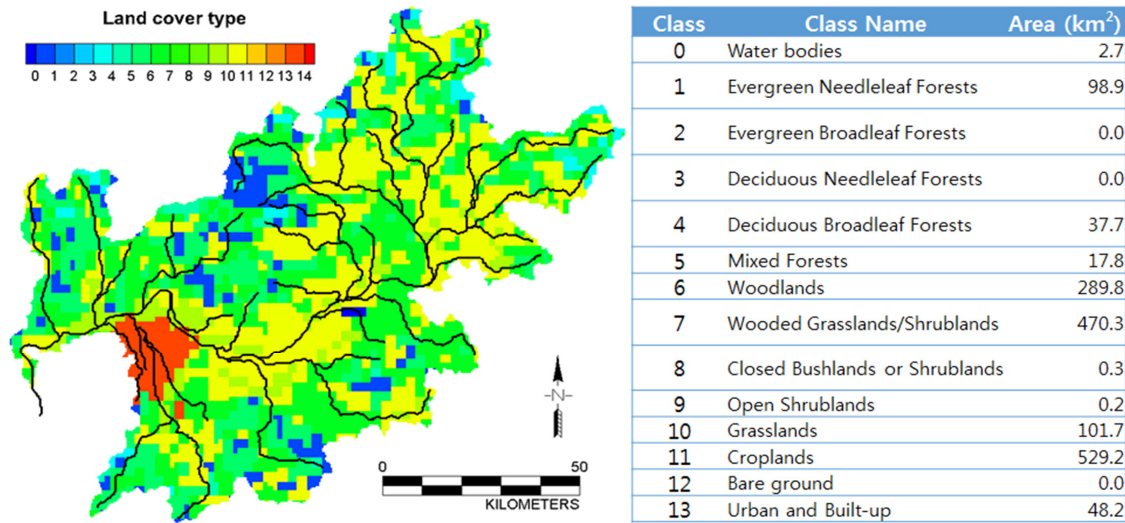 Land cover type
0 1 2 3 4 5 6 7 8 9 10 11 12 13 14
-N-
0 50
KILOMETERS
Class Class Name Area (km²)
0 Water bodies 2.7
1 Evergreen Needleleaf Forests 98.9
2 Evergreen Broadleaf Forests 0.0
3 Deciduous Needleleaf Forests 0.0
4 Deciduous Broadleaf Forests 37.7
5 Mixed Forests 17.8
6 Woodlands 289.8
7 Wooded Grasslands/Shrublands 470.3
8 Closed Bushlands or Shrublands 0.3
9 Open Shrublands 0.2
10 Grasslands 101.7
11 Croplands 529.2
12 Bare ground 0.0
13 Urban and Built-up 48.2